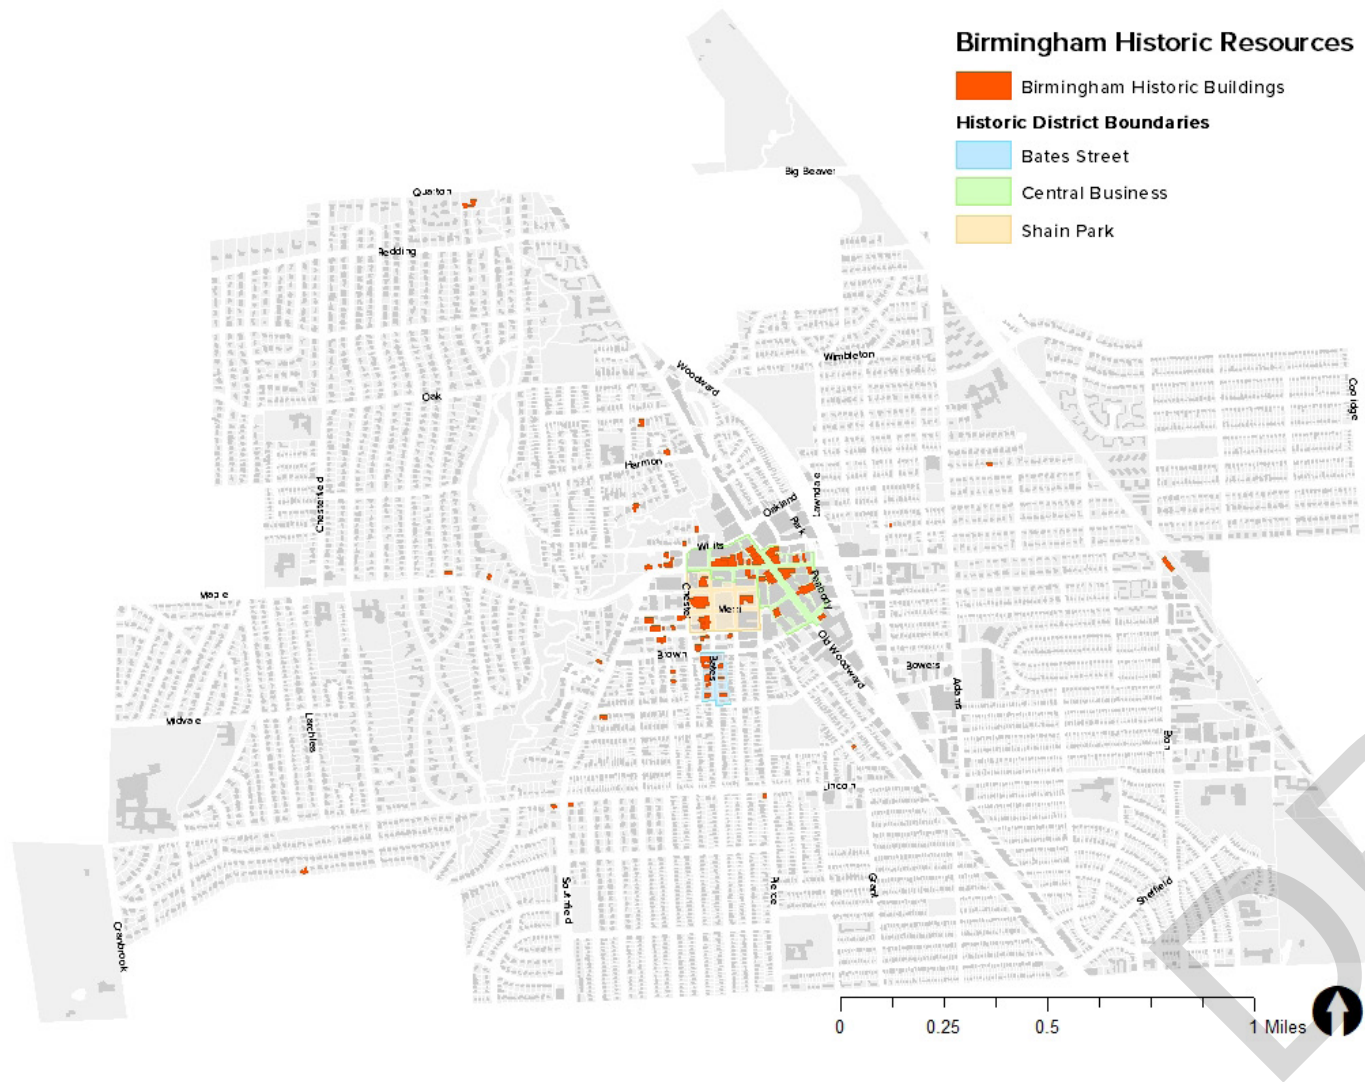 Birmingham Historic Resources
Birmingham Historic Buildings
Historic District Boundaries
Bates Street
Central Business
Shain Park
Big Beaver
Quarton
Redding
Wimbleton
Woodward
Coolidge
Oak
Harmon
Chesterfield
Lawndale
Oakland
Park
Willits
Peabody
Maple
Chester
Merrill
Brown
Bates
Old Woodward
Bowers
Adams
Midvale
Larchlea
Lincoln
Southfield
Pierce
Grant
Sheffield
Cranbrook
0
0.25
0.5
1 Miles